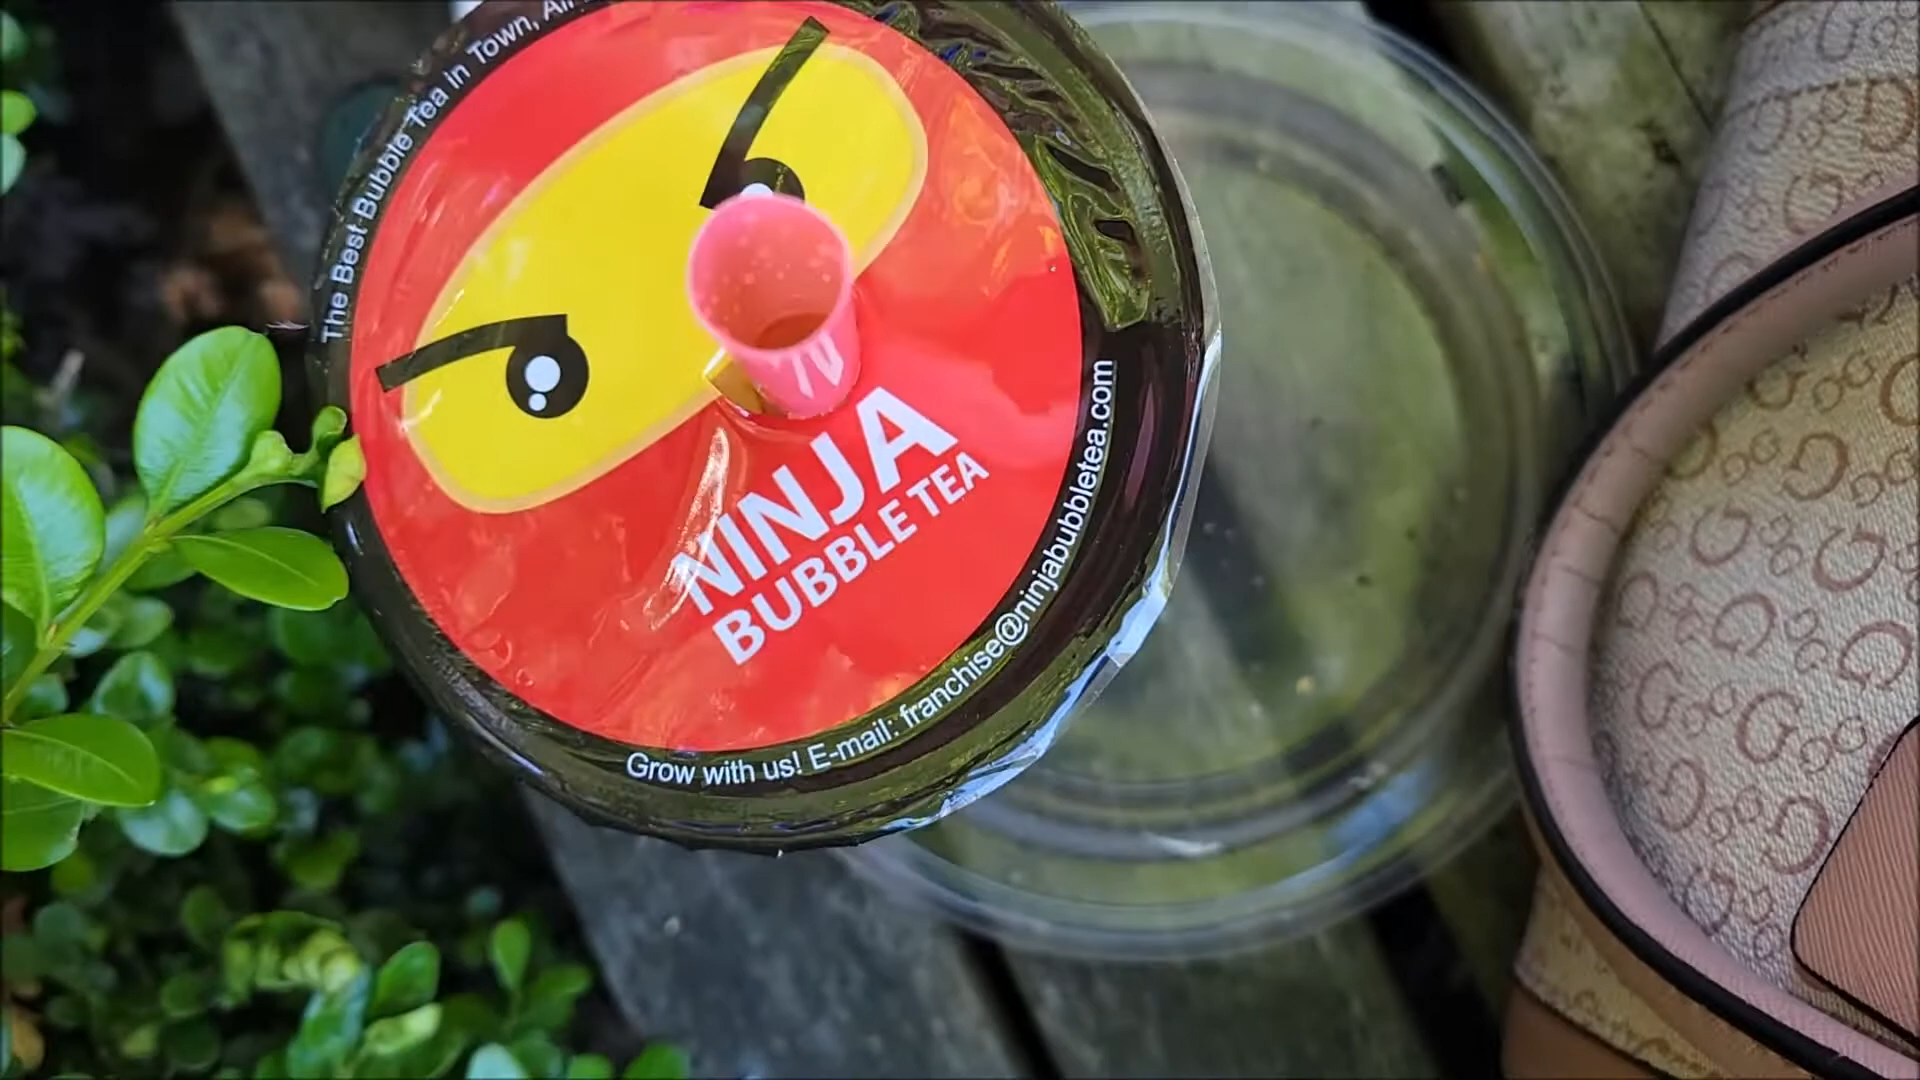 The Best Bubble Tea in Town,
NINJA
BUBBLE TEA
Grow with us! E-mail: franchise@ninjabubbletea.com